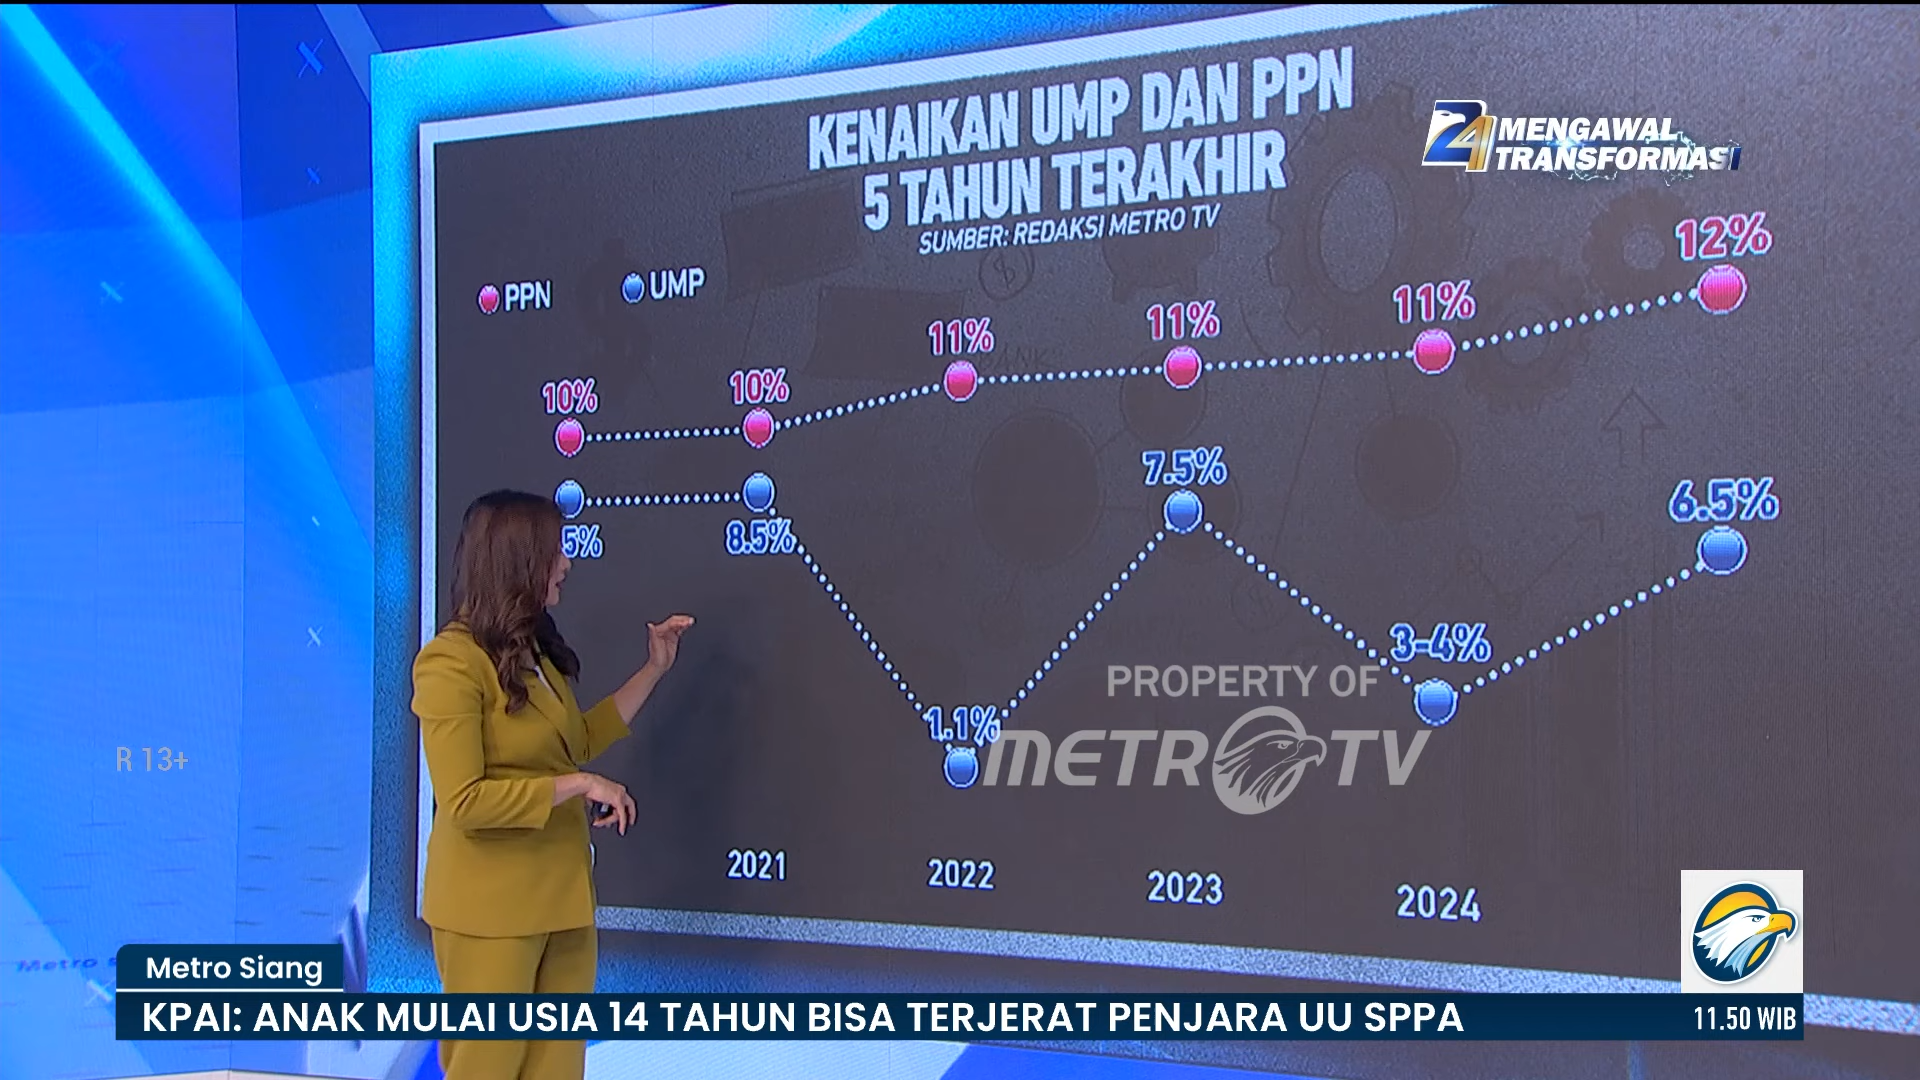 KENAIKAN UMP DAN PPN
5 TAHUN TERAKHIR
SUMBER: REDAKSI METRO TV
24 MENGAWAL
TRANSFORMASI
PPN
UMP
10%
10%
11%
11%
11%
12%
5%
8.5%
1.1%
7.5%
3-4%
6.5%
PROPERTY OF
METRO TV
R 13+
2021
2022
2023
2024
Metro Siang
KPAI: ANAK MULAI USIA 14 TAHUN BISA TERJERAT PENJARA UU SPPA
11.50 WIB